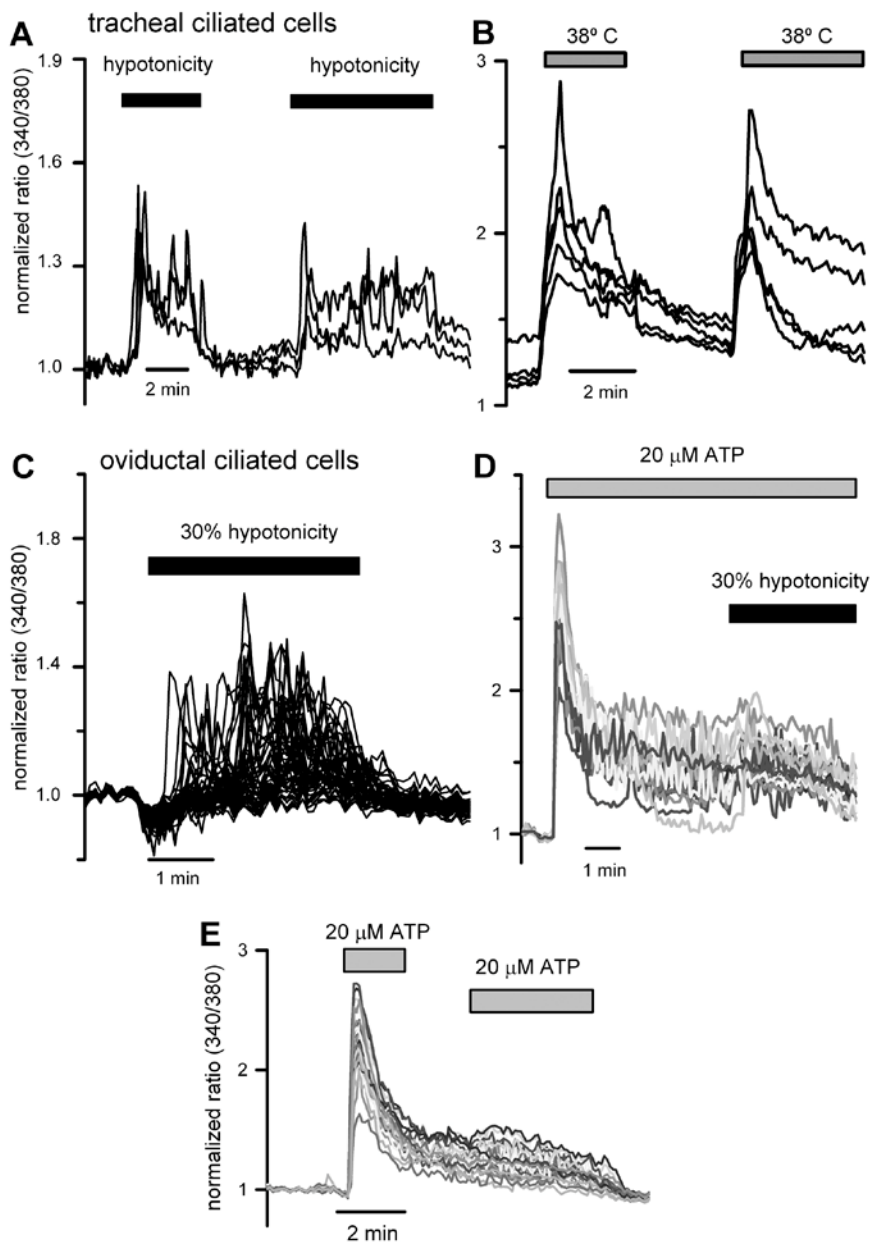 A tracheal ciliated cells
hypotonicity hypotonicity
1.9
1.6
1.3
1.0
normalized ratio (340/380)
2 min
B
38º C 38º C
3
2
1
2 min
C oviductal ciliated cells
30% hypotonicity
1.8
1.4
1.0
normalized ratio (340/380)
1 min
D
20 μM ATP
30% hypotonicity
3
2
1
1 min
E
20 μM ATP
20 μM ATP
3
2
1
normalized ratio (340/380)
2 min